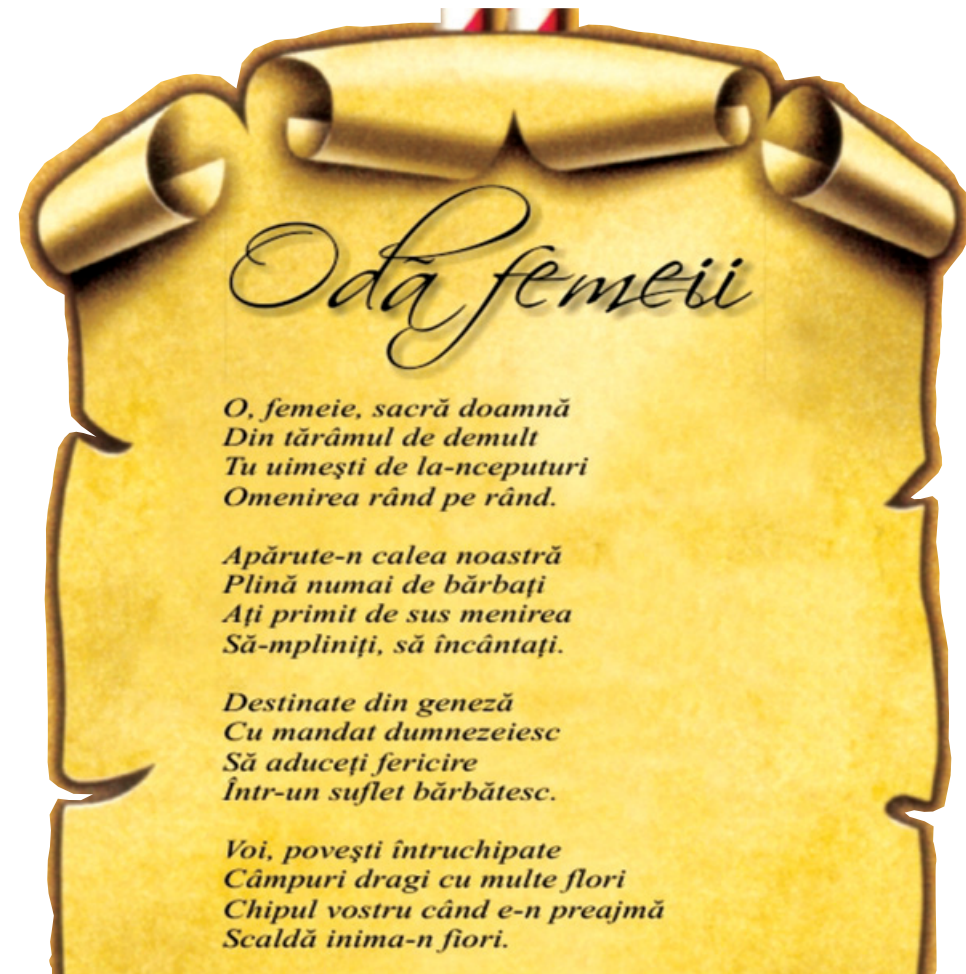 Odă femeii
O, femeie, sacră doamnă
Din tărâmul de demult
Tu uimeşti de la-nceputuri
Omenirea rând pe rând.
Apărute-n calea noastră
Plină numai de bărbaţi
Aţi primit de sus menirea
Să-mpliniţi, să încântaţi.
Destinate din geneză
Cu mandat dumnezeiesc
Să aduceţi fericire
Într-un suflet bărbătesc.
Voi, poveşti întruchipate
Câmpuri dragi cu multe flori
Chipul vostru când e-n preajmă
Scaldă inima-n fiori.